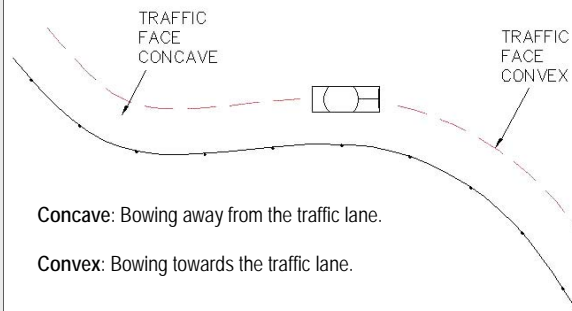 TRAFFIC
FACE
CONCAVE
TRAFFIC
FACE
CONVEX
Concave: Bowing away from the traffic lane.
Convex: Bowing towards the traffic lane.